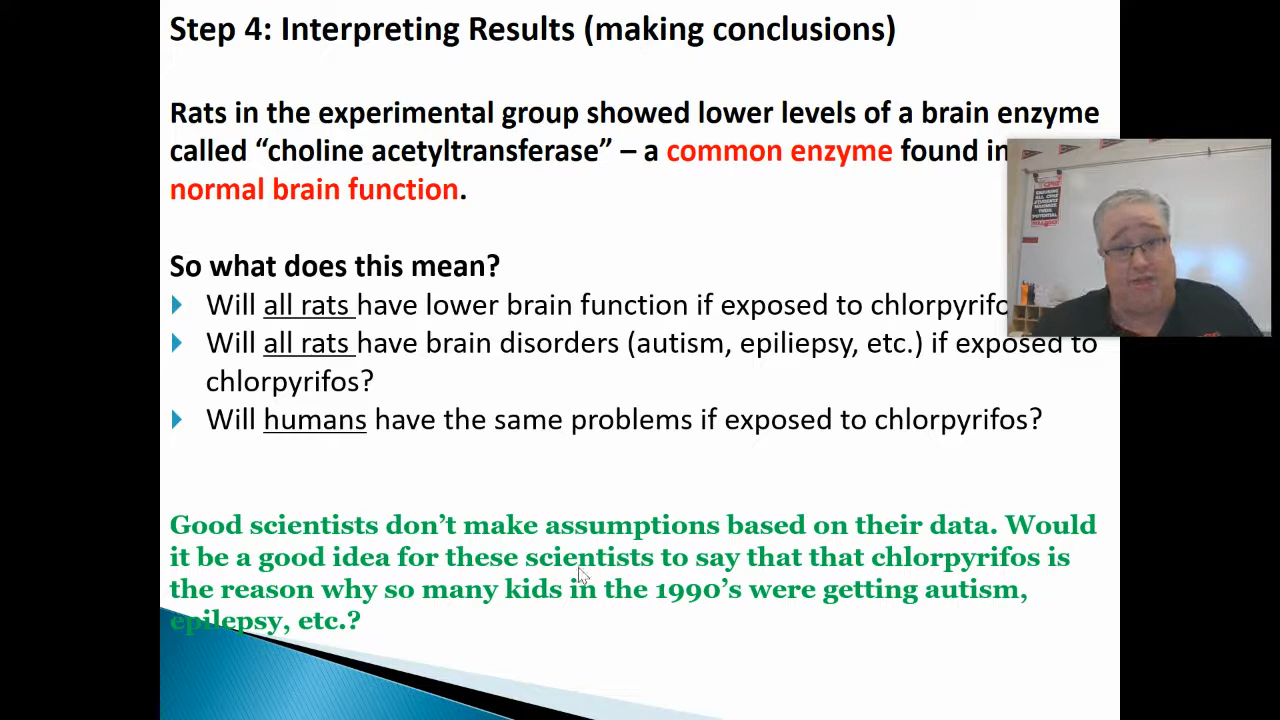 Step 4: Interpreting Results (making conclusions)
Rats in the experimental group showed lower levels of a brain enzyme
called “choline acetyltransferase” – a common enzyme found in
normal brain function.
So what does this mean?
Will all rats have lower brain function if exposed to
Will all rats have brain disorders (autism, epiliepsy, etc.) if exposed to
chlorpyrifos?
Will humans have the same problems if exposed to chlorpyrifos?
Good scientists don’t make assumptions based on their data. Would
it be a good idea for these scientists to say that that chlorpyrifos is
the reason why so many kids in the 1990’s were getting autism,
epilepsy, etc.?